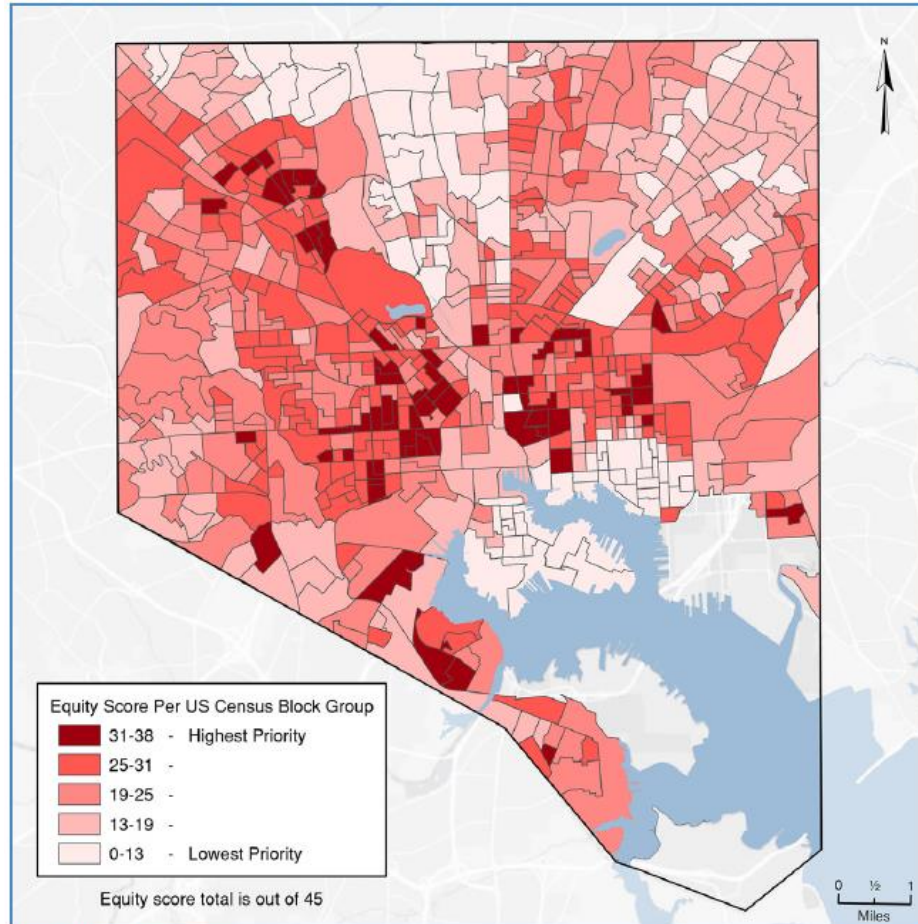 N
Equity Score Per US Census Block Group
31-38 - Highest Priority
25-31 -
19-25 -
13-19 -
0-13 - Lowest Priority
Equity score total is out of 45
0 ½ 1
Miles